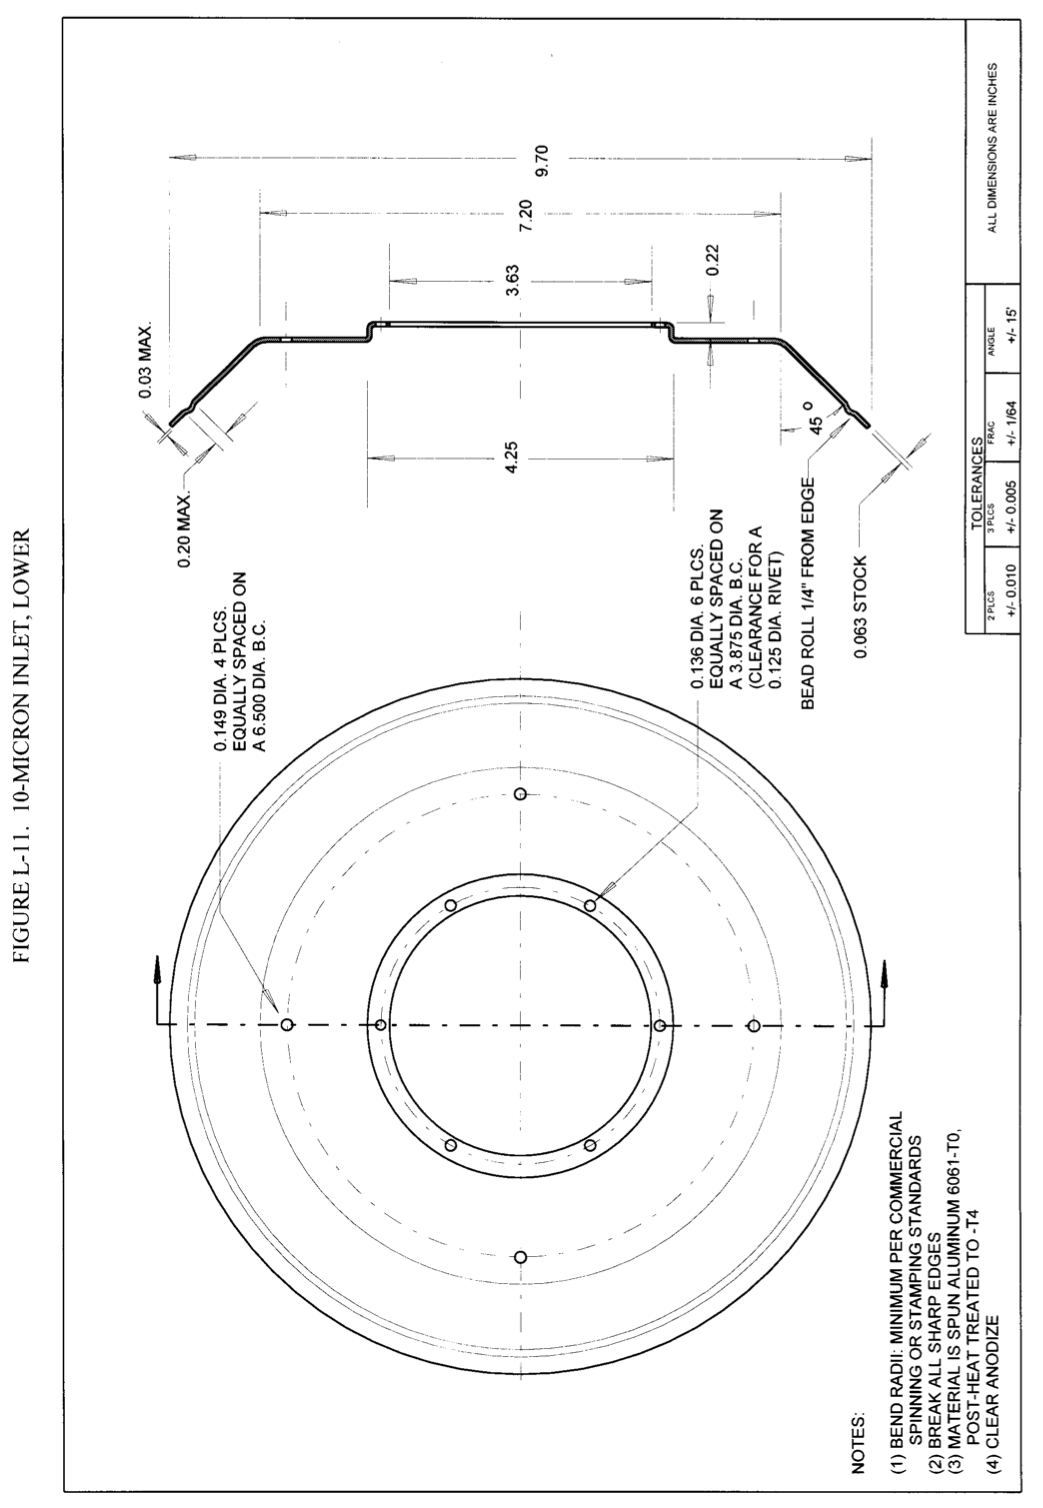 FIGURE L-11. 10-MICRON INLET, LOWER
0.149 DIA. 4 PLCS.
EQUALLY SPACED ON
A 6.500 DIA. B.C.
0.20 MAX.
0.03 MAX.
4.25
3.63
7.20
9.70
0.22
45 °
0.136 DIA. 6 PLCS.
EQUALLY SPACED ON
A 3.875 DIA. B.C.
(CLEARANCE FOR A
0.125 DIA. RIVET)
BEAD ROLL 1/4" FROM EDGE
0.063 STOCK
NOTES:
(1) BEND RADII: MINIMUM PER COMMERCIAL
SPINNING OR STAMPING STANDARDS
(2) BREAK ALL SHARP EDGES
(3) MATERIAL IS SPUN ALUMINUM 6061-T0,
POST-HEAT TREATED TO -T4
(4) CLEAR ANODIZE
TOLERANCES
2 PLCS 3 PLCS FRAC ANGLE
+/- 0.010 +/- 0.005 +/- 1/64 +/- 15'
ALL DIMENSIONS ARE INCHES